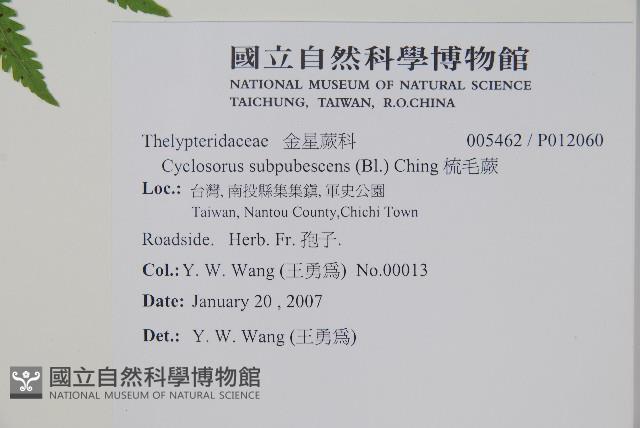 國立自然科學博物館
NATIONAL MUSEUM OF NATURAL SCIENCE
TAICHUNG, TAIWAN, R.O.CHINA
Thelypteridaceae 金星蕨科 005462 / P012060
Cyclosorus subpubescens (Bl.) Ching 梳毛蕨
Loc.: 台灣, 南投縣集集鎮, 軍史公園
Taiwan, Nantou County,Chichi Town
Roadside. Herb. Fr. 孢子.
Col.: Y. W. Wang (王勇爲) No.00013
Date: January 20 , 2007
Det.: Y. W. Wang (王勇爲)
國立自然科學博物館
NATIONAL MUSEUM OF NATURAL SCIENCE